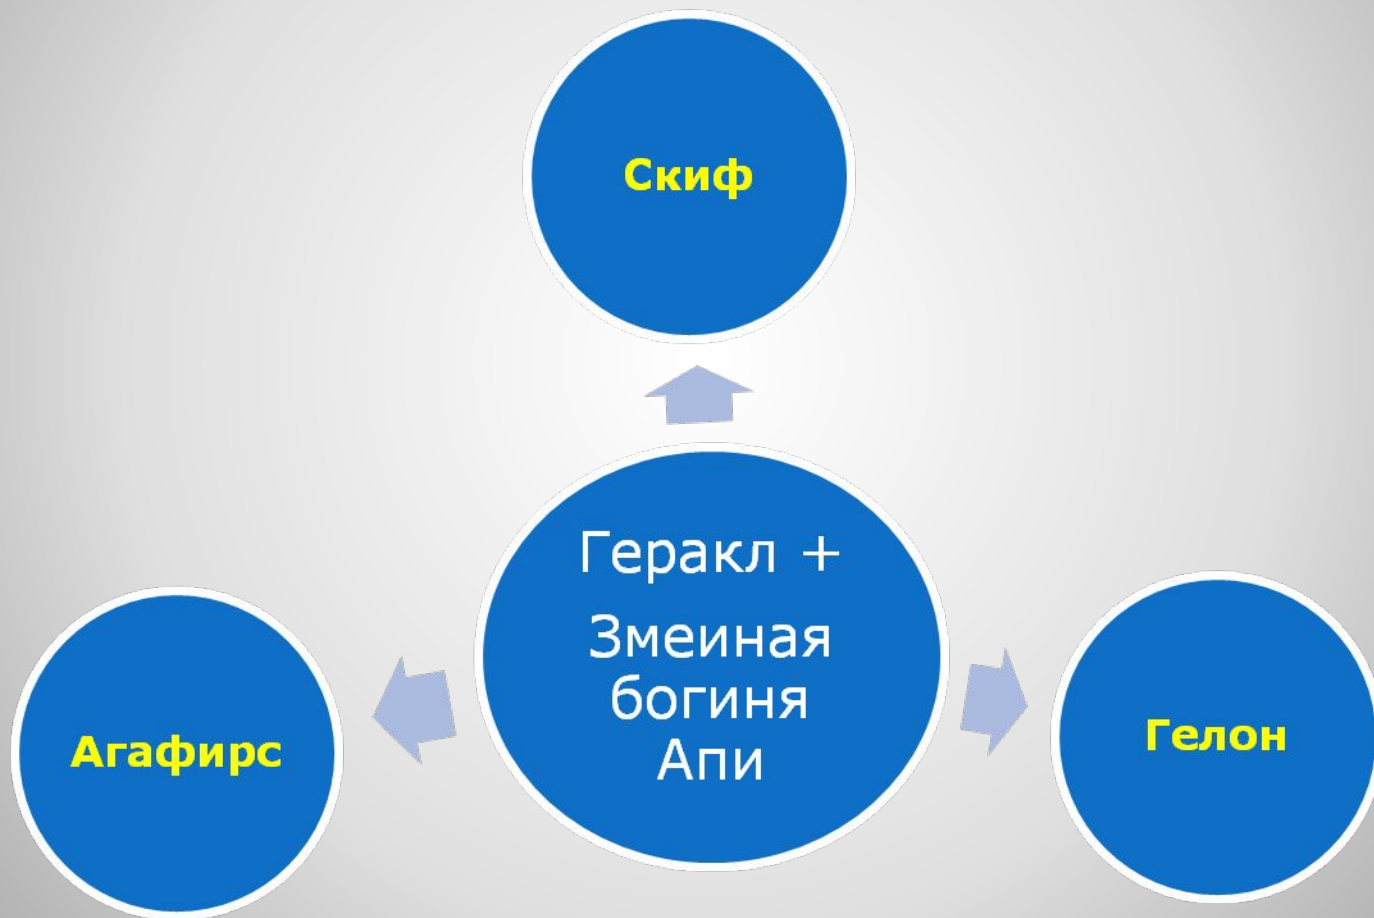 Скиф
Геракл +
Змеиная
богиня
Апи
Агафирс
Гелон